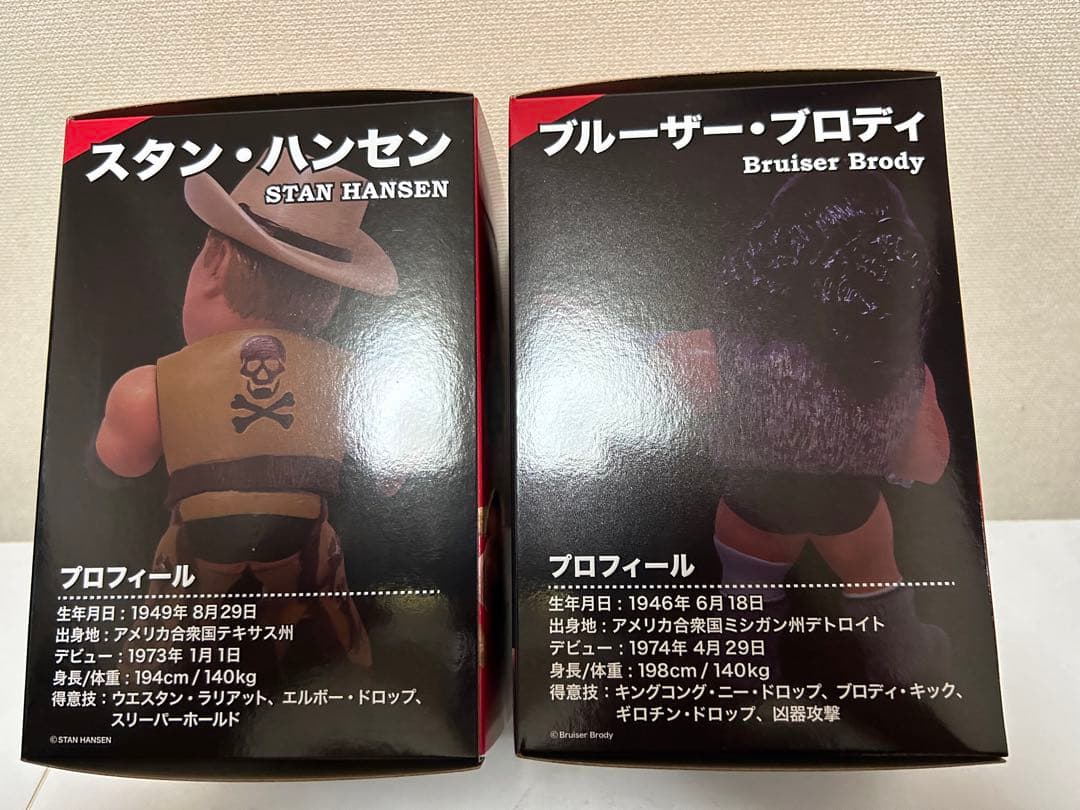 スタン・ハンセン
STAN HANSEN
プロフィール
生年月日：1949年 8月29日
出身地：アメリカ合衆国テキサス州
デビュー：1973年 1月1日
身長/体重：194cm / 140kg
得意技：ウエスタン・ラリアット、エルボー・ドロップ、
スリーパーホールド
©STAN HANSEN
ブルーザー・ブロディ
Bruiser Brody
プロフィール
生年月日：1946年 6月18日
出身地：アメリカ合衆国ミシガン州デトロイト
デビュー：1974年 4月29日
身長/体重：198cm / 140kg
得意技：キングコング・ニー・ドロップ、ブロディ・キック、
ギロチン・ドロップ、凶器攻撃
©Bruiser Brody